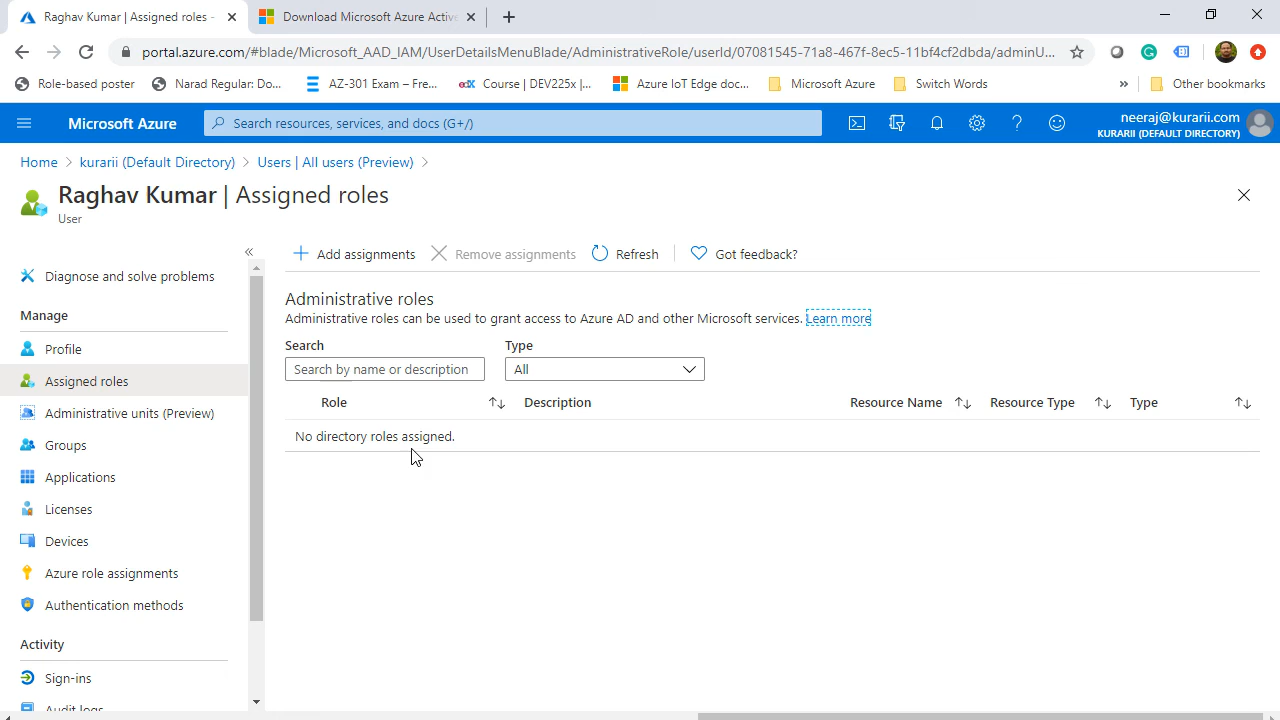 Raghav Kumar | Assigned roles -
Download Microsoft Azure Active
portal.azure.com/#blade/Microsoft_AAD_IAM/UserDetailsMenuBlade/AdministrativeRole/userId/07081545-71a8-467f-8ec5-11bf4cf2dbda/adminU...
Role-based poster
Narad Regular: Do...
AZ-301 Exam – Fre...
edX
Course | DEV225x |...
Azure IoT Edge doc...
Microsoft Azure
Switch Words
»
Other bookmarks
Microsoft Azure
Search resources, services, and docs (G+/)
neeraj@kurarii.com
KURARII (DEFAULT DIRECTORY)
Home > kurarii (Default Directory) > Users | All users (Preview) >
Raghav Kumar | Assigned roles
User
«
Diagnose and solve problems
Manage
Profile
Assigned roles
Administrative units (Preview)
Groups
Applications
Licenses
Devices
Azure role assignments
Authentication methods
Activity
Sign-ins
Audit logs
Add assignments
Remove assignments
Refresh
Got feedback?
Administrative roles
Administrative roles can be used to grant access to Azure AD and other Microsoft services. Learn more
Search
Type
Search by name or description
All
Role
Description
Resource Name
Resource Type
Type
No directory roles assigned.